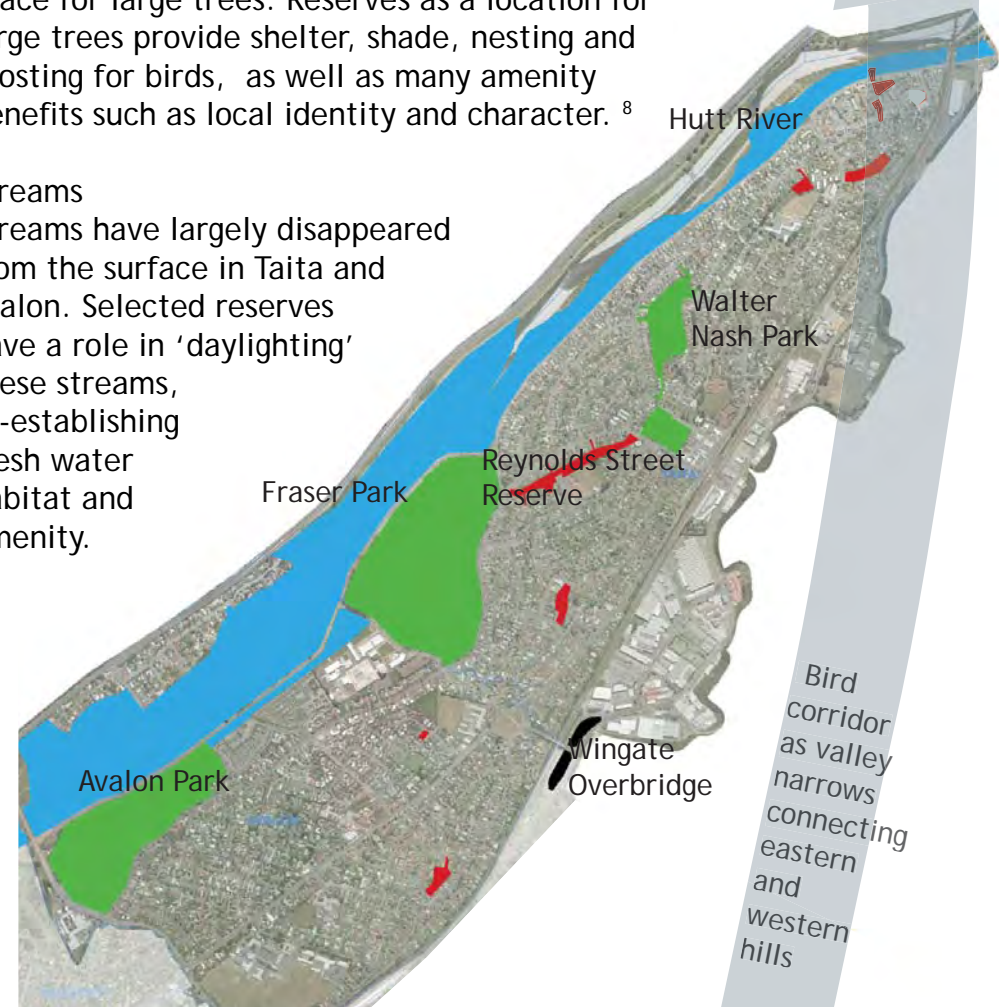 ace for large trees. Reserves as a location for
rge trees provide shelter, shade, nesting and
osting for birds, as well as many amenity
enefits such as local identity and character. 8
reams
reams have largely disappeared
om the surface in Taita and
alon. Selected reserves
ave a role in ‘daylighting’
ese streams,
-establishing
esh water
abitat and
menity.
Hutt River
Walter
Nash Park
Reynolds Street
Reserve
Fraser Park
Wingate
Overbridge
Avalon Park
Bird
corridor
as valley
narrows
connecting
eastern
and
western
hills